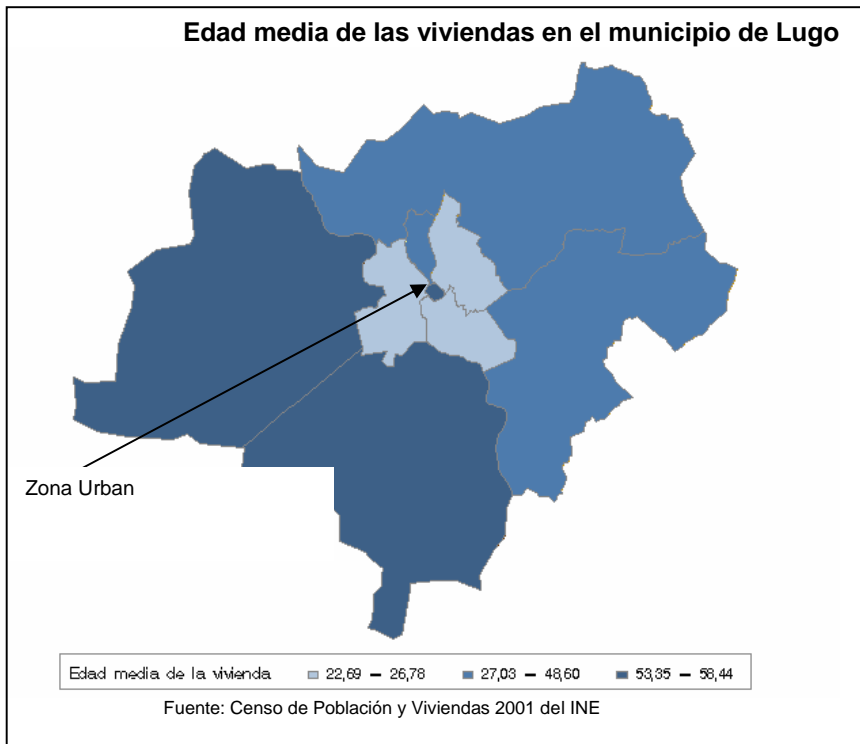 Edad media de las viviendas en el municipio de Lugo
Zona Urban
Edad media de la vivienda 22,69 – 26,78 27,03 – 48,60 53,35 – 58,44
Fuente: Censo de Población y Viviendas 2001 del INE